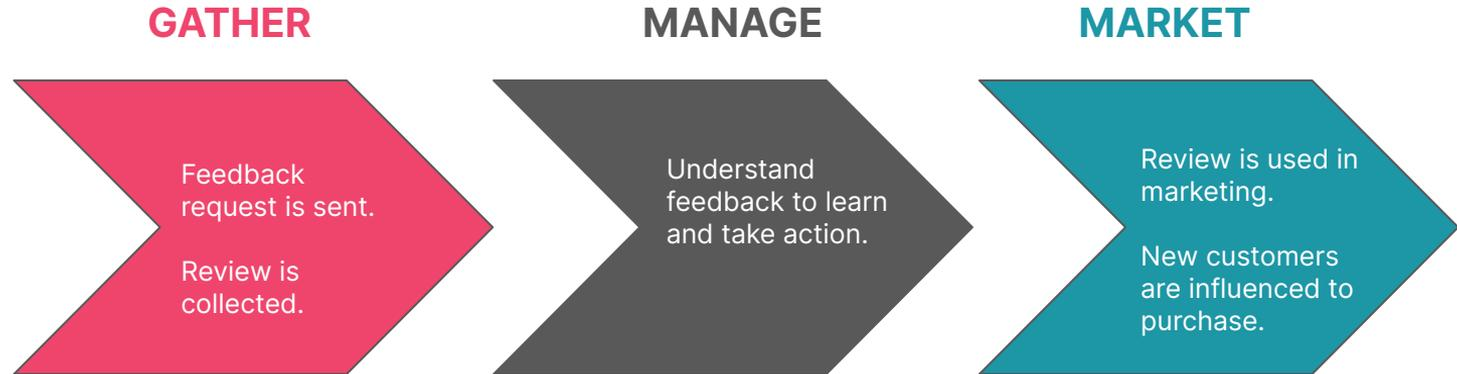 GATHER
MANAGE
MARKET
Feedback
request is sent.
Review is
collected.
Understand
feedback to learn
and take action.
Review is used in
marketing.
New customers
are influenced to
purchase.